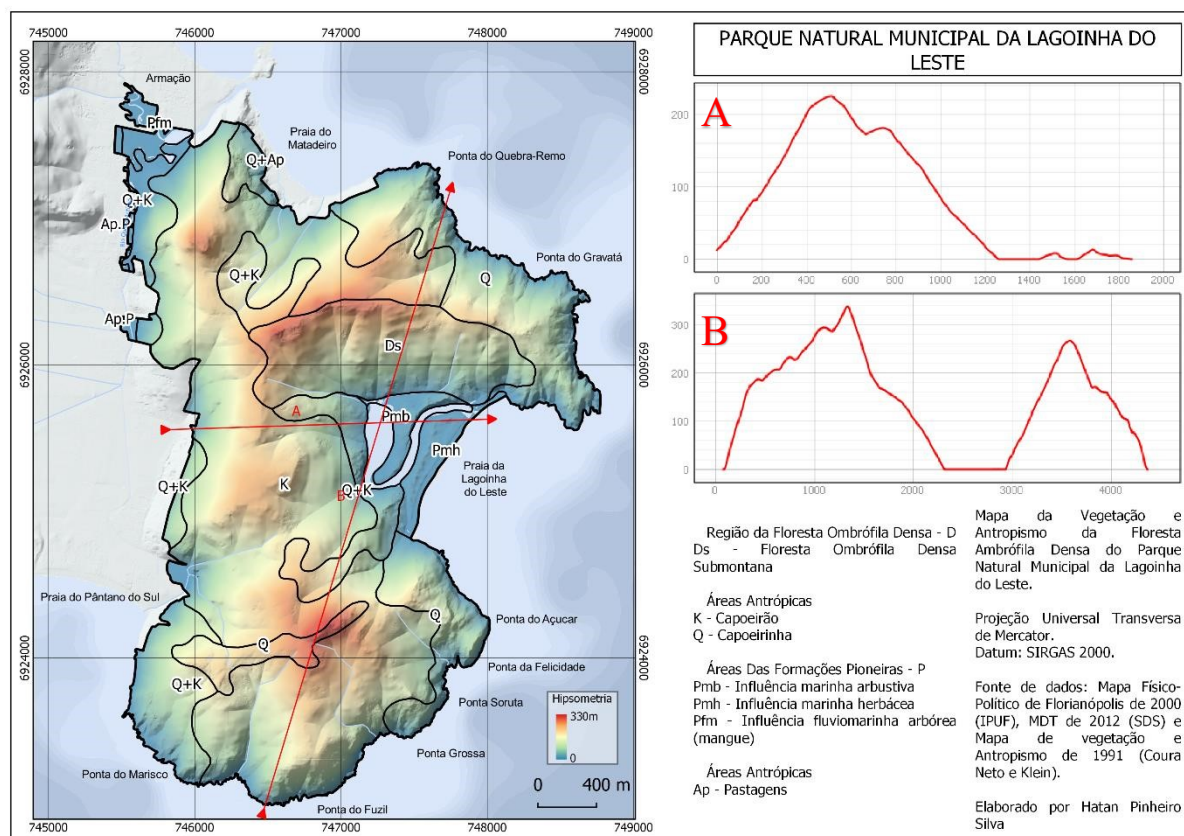 745000
746000
747000
748000
749000
6928000
6928000
Armação
Pfm
Praia do
Matadeiro
Q+Ap
Ponta do Quebra-Remo
Q+K
Ap.P
Q+K
Q
Ponta do Gravatá
Ap.P
Ds
6926000
6926000
A
Pmb
Pmh
Praia da
Lagoinha
do Leste
Q+K
K
B
Q+K
Praia do Pântano do Sul
Q
Ponta do Açucar
Q
6924000
6924000
Ponta da Felicidade
Q+K
Ponta Soruta
Hipsometria
330m
0
Ponta Grossa
Ponta do Marisco
0 400 m
Ponta do Fuzil
745000
746000
747000
748000
749000
PARQUE NATURAL MUNICIPAL DA LAGOINHA DO
LESTE
A
200
100
0
0 200 400 600 800 1000 1200 1400 1600 1800 2000
B
300
200
100
0
0 1000 2000 3000 4000
Região da Floresta Ombrófila Densa - D
Ds - Floresta Ombrófila Densa
Submontana
Áreas Antrópicas
K - Capoeirão
Q - Capoeirinha
Áreas Das Formações Pioneiras - P
Pmb - Influência marinha arbustiva
Pmh - Influência marinha herbácea
Pfm - Influência fluviomarinha arbórea
(mangue)
Áreas Antrópicas
Ap - Pastagens
Mapa da Vegetação e
Antropismo da Floresta
Ambrófila Densa do Parque
Natural Municipal da Lagoinha
do Leste.
Projeção Universal Transversa
de Mercator.
Datum: SIRGAS 2000.
Fonte de dados: Mapa Físico-
Político de Florianópolis de 2000
(IPUF), MDT de 2012 (SDS) e
Mapa de vegetação e
Antropismo de 1991 (Coura
Neto e Klein).
Elaborado por Hatan Pinheiro
Silva